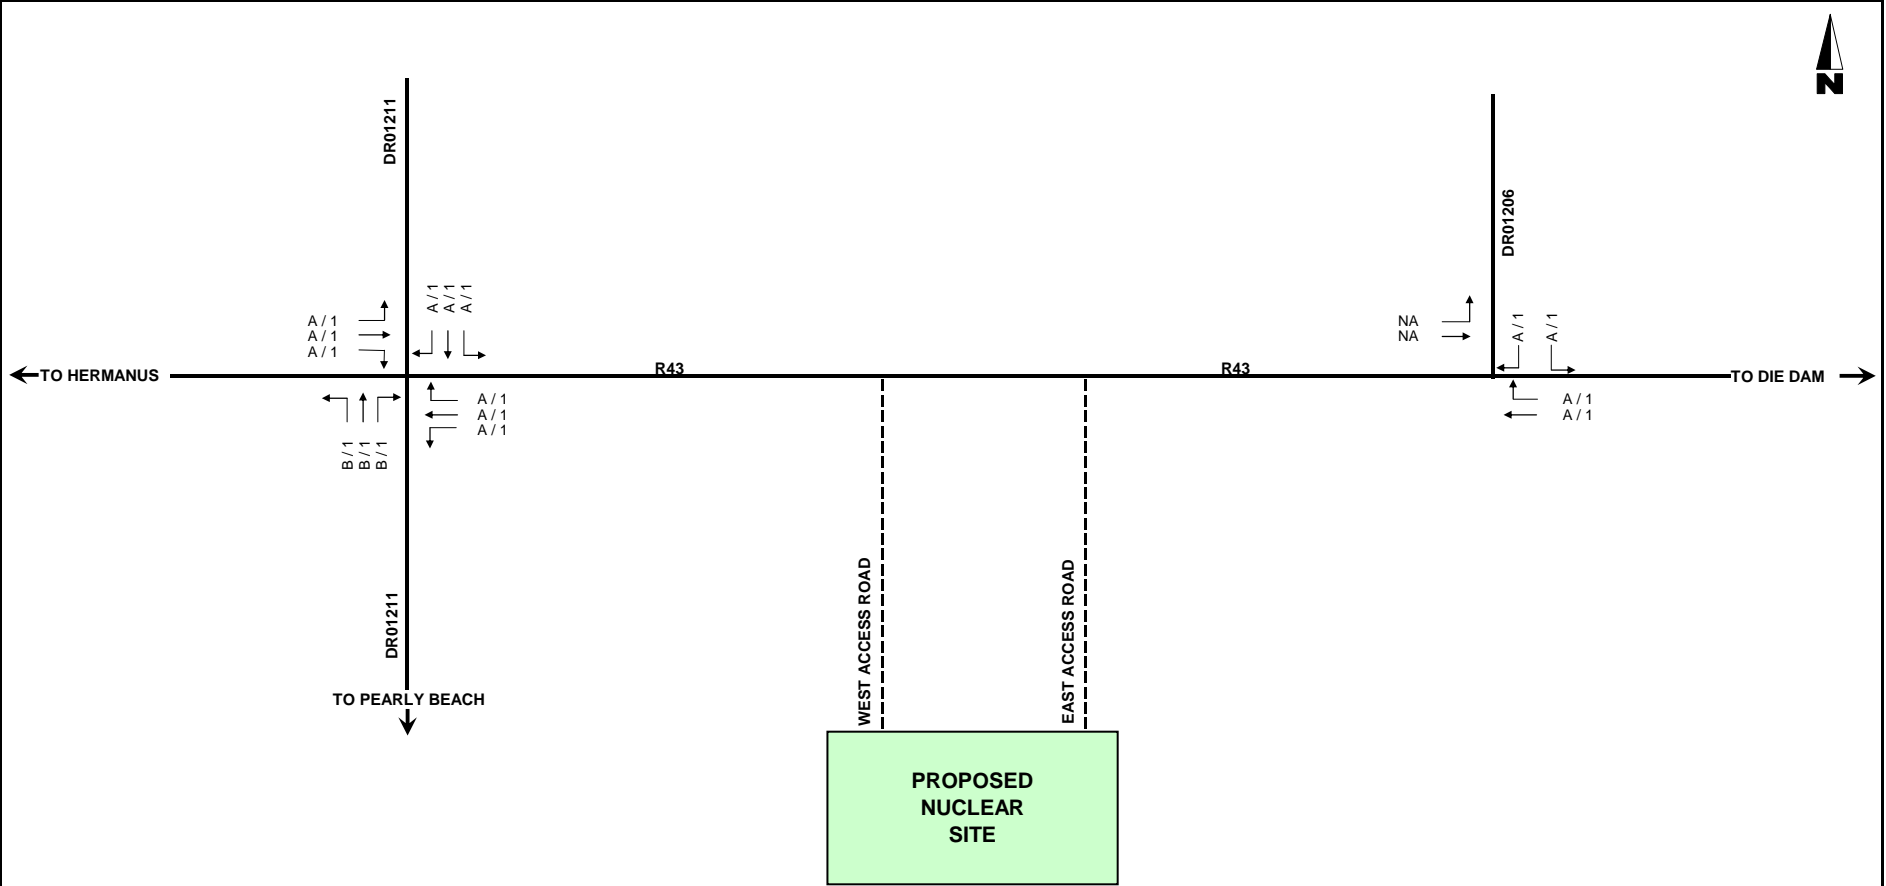 N
DR01211
DR01206
A / 1
A / 1
A / 1
A / 1
A / 1
A / 1
NA
NA
A / 1
A / 1
TO HERMANUS
R43
R43
TO DIE DAM
B / 1
B / 1
B / 1
A / 1
A / 1
A / 1
A / 1
A / 1
DR01211
TO PEARLY BEACH
WEST ACCESS ROAD
EAST ACCESS ROAD
PROPOSED
NUCLEAR
SITE